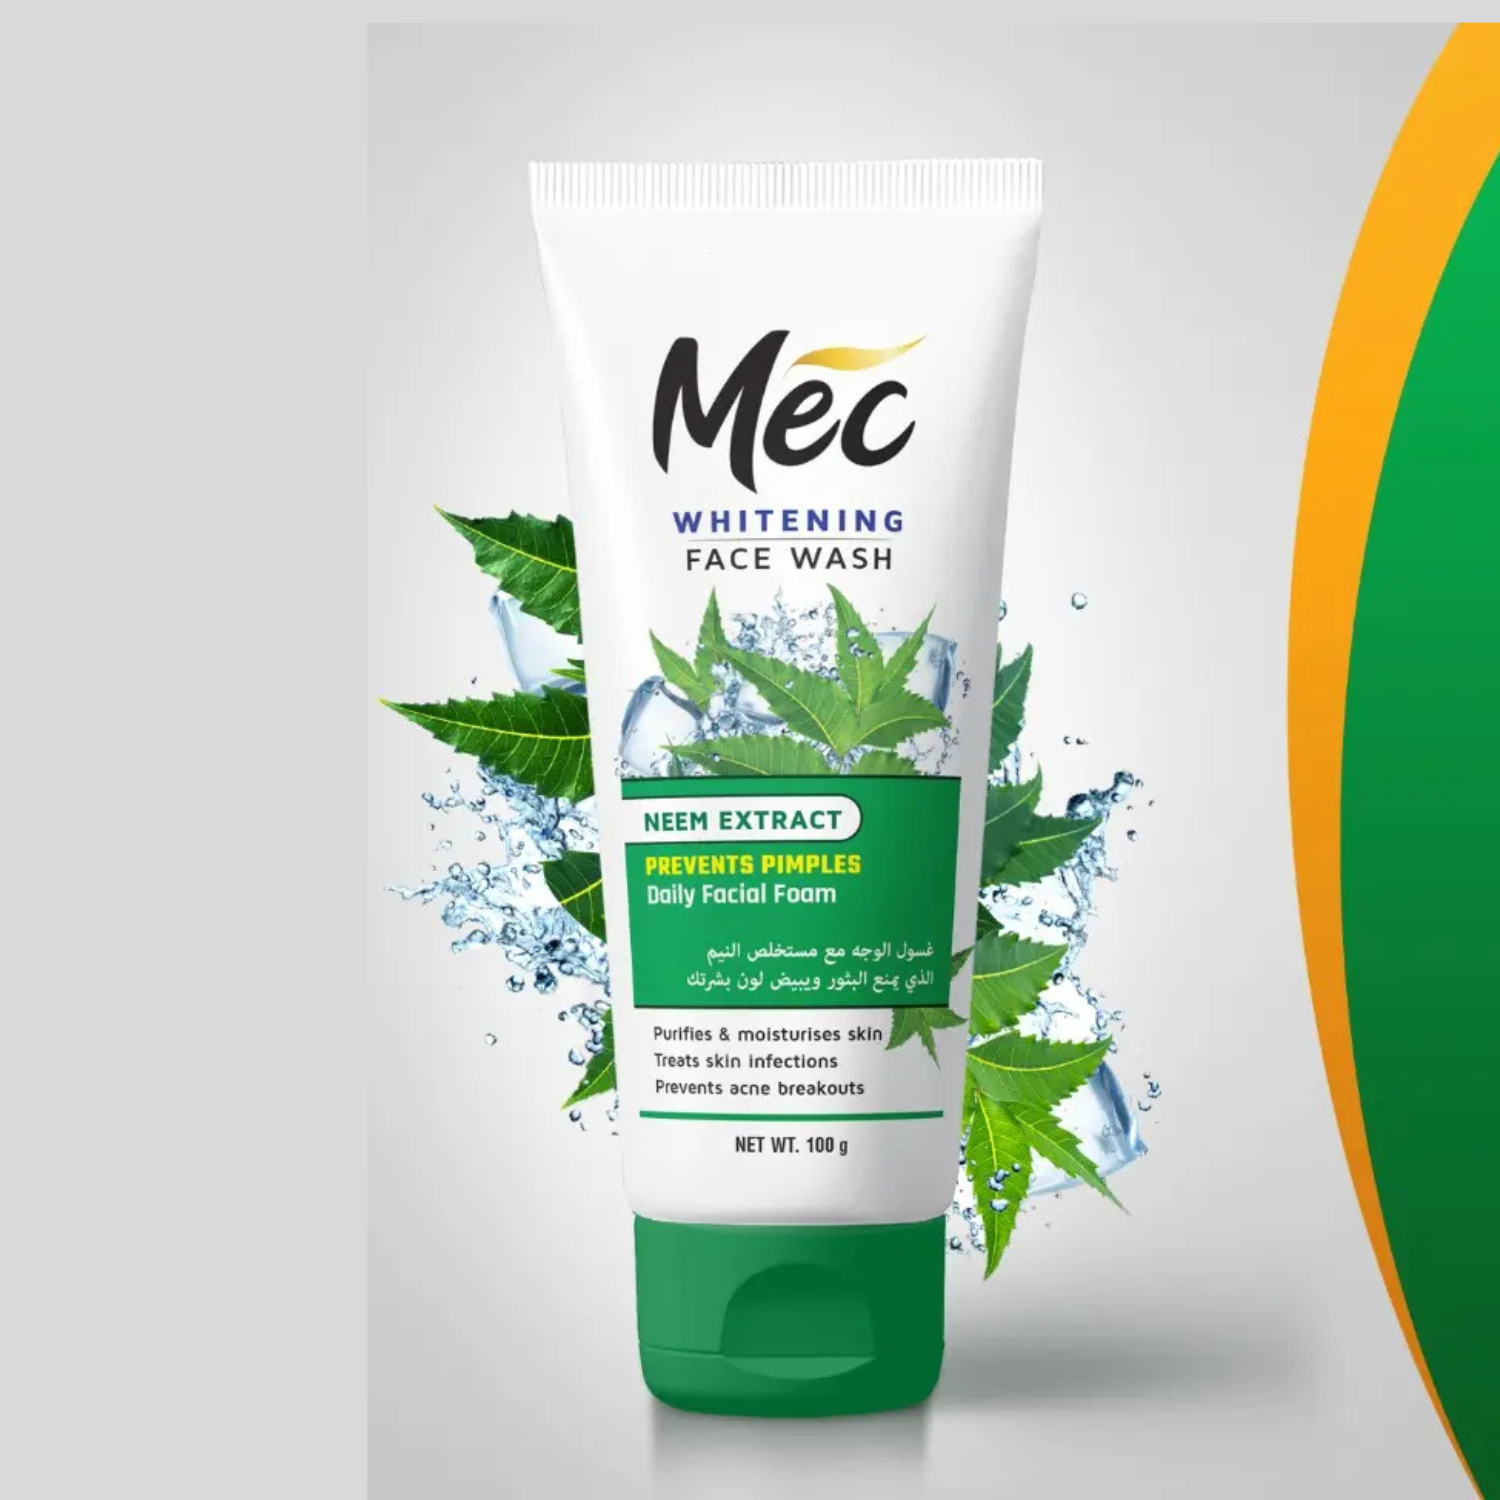 Mec
WHITENING
FACE WASH
NEEM EXTRACT
PREVENTS PIMPLES
Daily Facial Foam
غسول الوجه مع مستخلص النيم
الذي يمنع البثور ويبيض لون بشرتك
Purifies & moisturises skin
Treats skin infections
Prevents acne breakouts
NET WT. 100 g